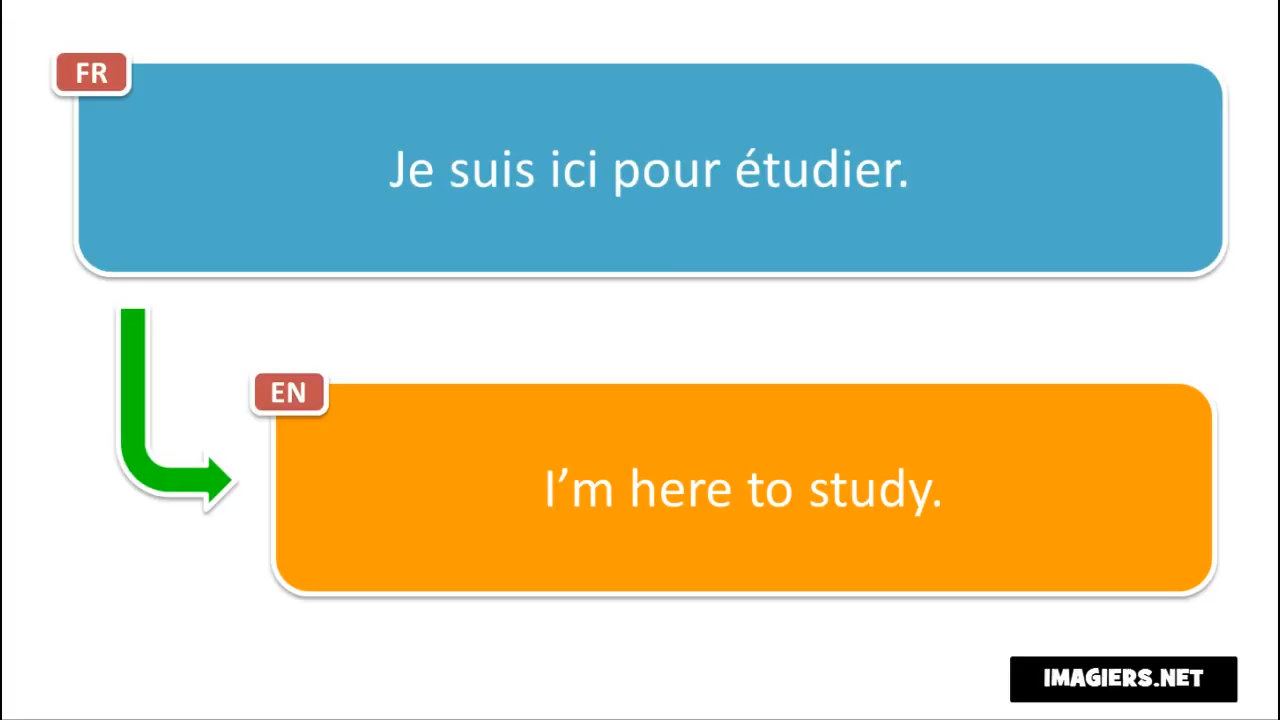 FR
Je suis ici pour étudier.
EN
I’m here to study.
IMAGIERS.NET